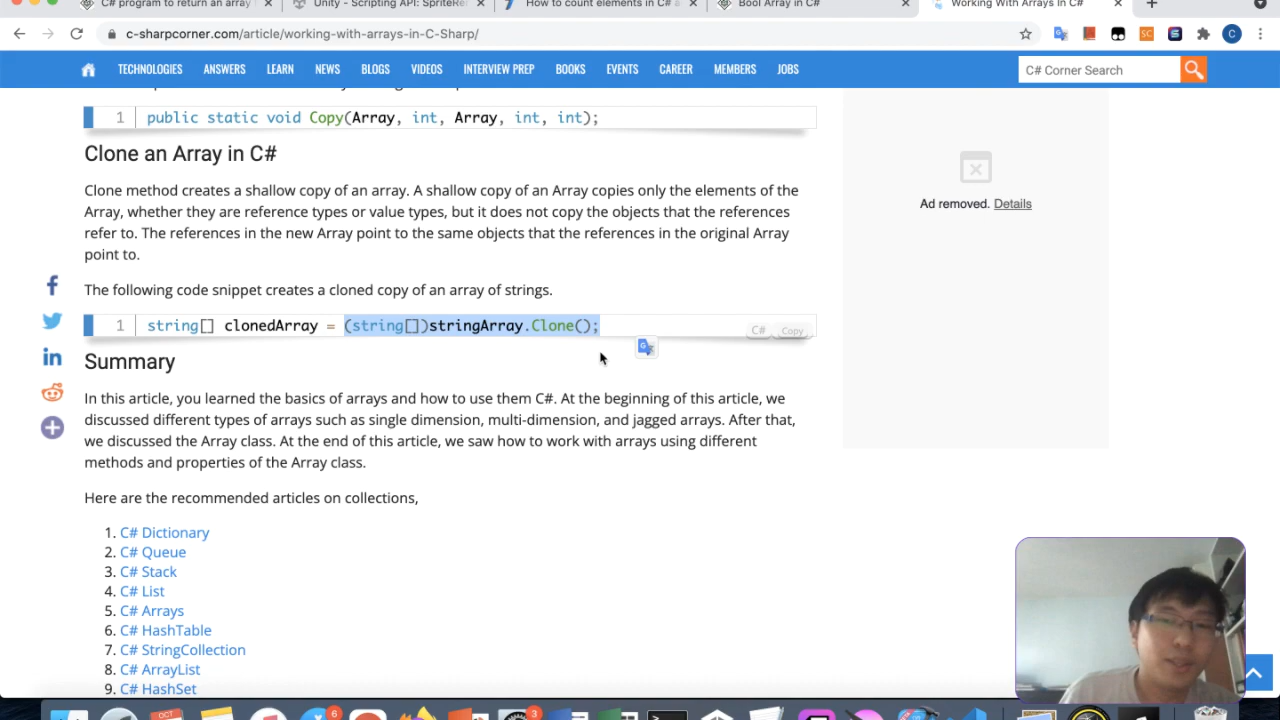 C# program to return an array f
Unity - Scripting API: SpriteRe
How to count elements in C# a
Bool Array in C#
Working With Arrays In C#
c-sharpcorner.com/article/working-with-arrays-in-C-Sharp/
C
TECHNOLOGIES ANSWERS LEARN NEWS BLOGS VIDEOS INTERVIEW PREP BOOKS EVENTS CAREER MEMBERS JOBS
C# Corner Search
1 public static void Copy(Array, int, Array, int, int);
Clone an Array in C#
Clone method creates a shallow copy of an array. A shallow copy of an Array copies only the elements of the
Array, whether they are reference types or value types, but it does not copy the objects that the references
refer to. The references in the new Array point to the same objects that the references in the original Array
point to.
The following code snippet creates a cloned copy of an array of strings.
1 string[] clonedArray = (string[])stringArray.Clone();
C# Copy
Summary
In this article, you learned the basics of arrays and how to use them C#. At the beginning of this article, we
discussed different types of arrays such as single dimension, multi-dimension, and jagged arrays. After that,
we discussed the Array class. At the end of this article, we saw how to work with arrays using different
methods and properties of the Array class.
Here are the recommended articles on collections,
1. C# Dictionary
2. C# Queue
3. C# Stack
4. C# List
5. C# Arrays
6. C# HashTable
7. C# StringCollection
8. C# ArrayList
9. C# HashSet
Ad removed. Details
OCT
6
3